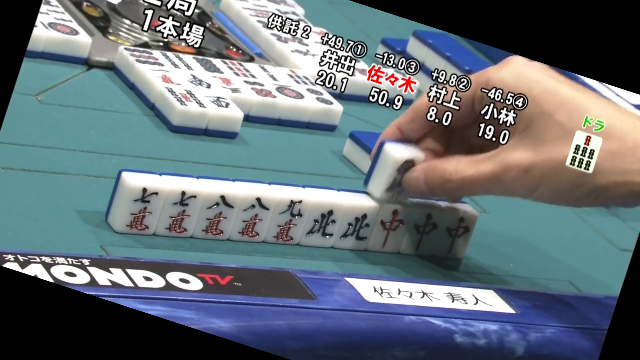 1本場
供託 2
+49.7① -13.0③ +9.8② -46.5④
井出 佐々木 村上 小林
20.1 50.9 8.0 19.0
ドラ
七 七 八 八 九 北 北 中 中 中
萬 萬 萬 萬 萬
オトコを満たす
MONDO TV
佐々木 寿人